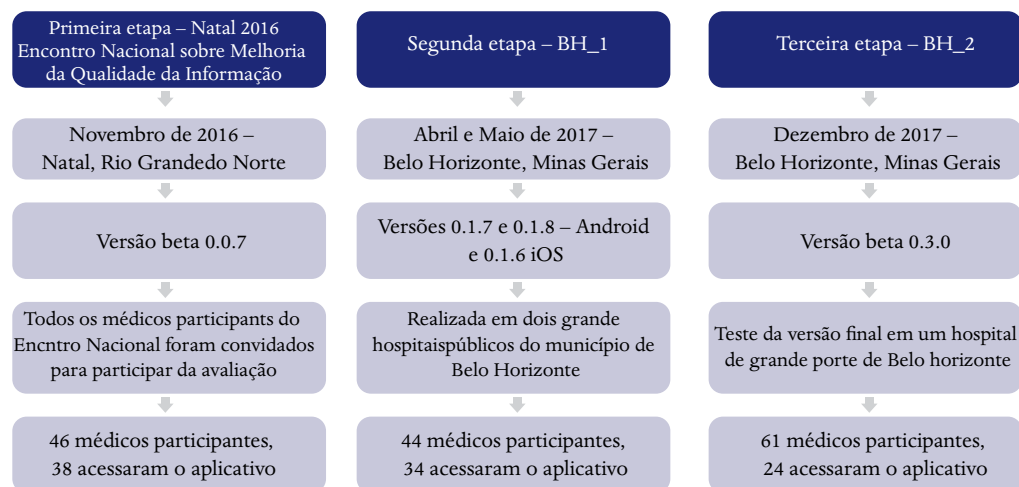 Primeira etapa – Natal 2016
Encontro Nacional sobre Melhoria
da Qualidade da Informação
Novembro de 2016 –
Natal, Rio Grandedo Norte
Versão beta 0.0.7
Todos os médicos participants do
Encntro Nacional foram convidados
para participar da avaliação
46 médicos participantes,
38 acessaram o aplicativo
Segunda etapa – BH_1
Abril e Maio de 2017 –
Belo Horizonte, Minas Gerais
Versões 0.1.7 e 0.1.8 – Android
e 0.1.6 iOS
Realizada em dois grande
hospitaispúblicos do município de
Belo Horizonte
44 médicos participantes,
34 acessaram o aplicativo
Terceira etapa – BH_2
Dezembro de 2017 –
Belo Horizonte, Minas Gerais
Versão beta 0.3.0
Teste da versão final em um hospital
de grande porte de Belo horizonte
61 médicos participantes,
24 acessaram o aplicativo